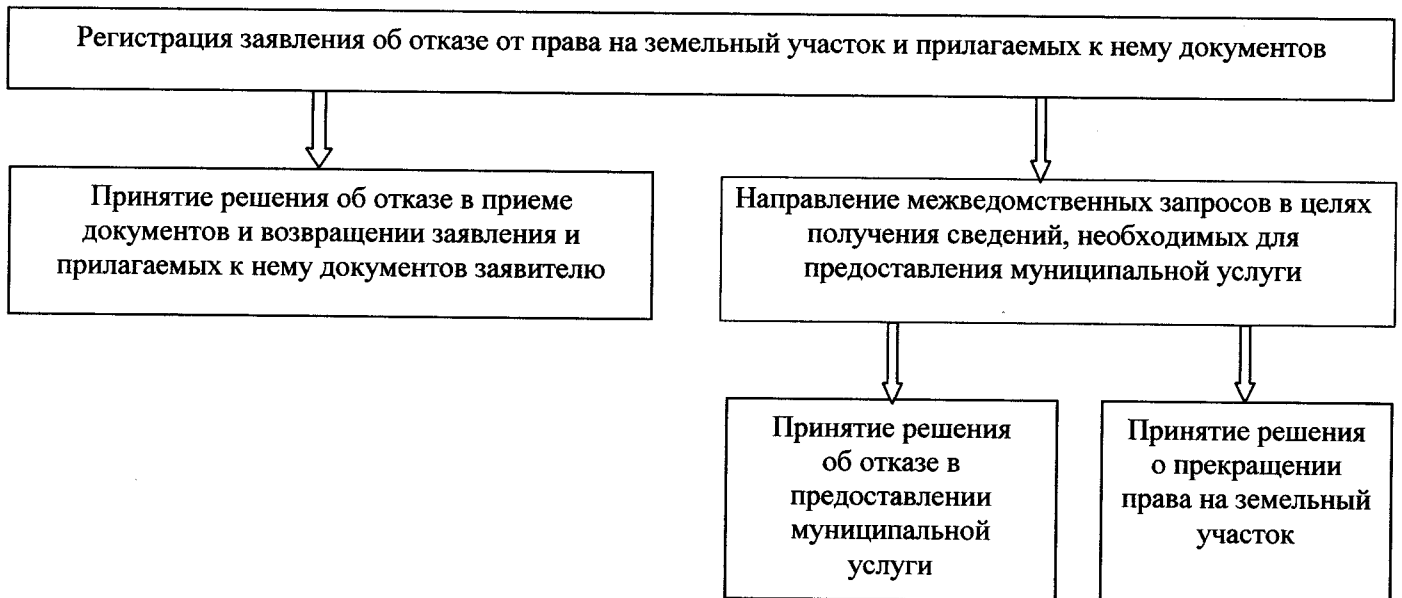 Регистрация заявления об отказе от права на земельный участок и прилагаемых к нему документов
Принятие решения об отказе в приеме
документов и возвращении заявления и
прилагаемых к нему документов заявителю
Направление межведомственных запросов в целях
получения сведений, необходимых для
предоставления муниципальной услуги
Принятие решения
об отказе в
предоставлении
муниципальной
услуги
Принятие решения
о прекращении
права на земельный
участок